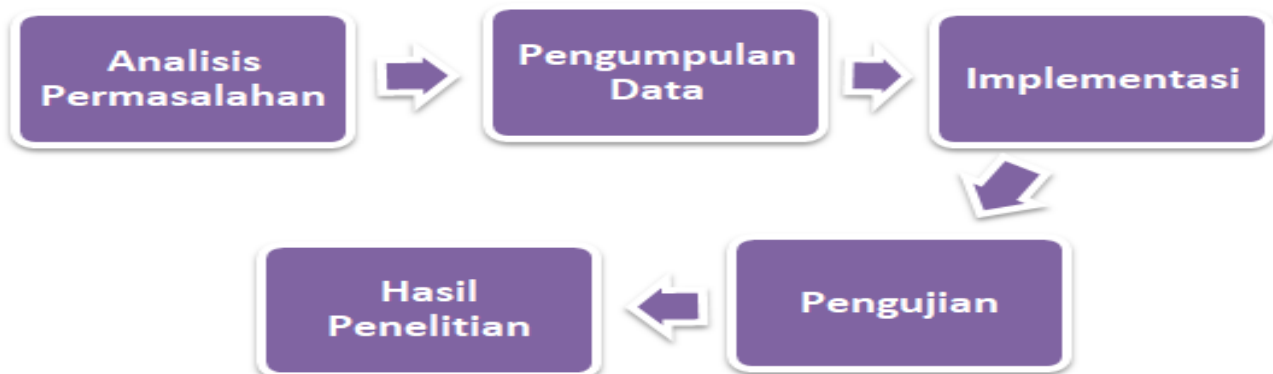 Analisis
Permasalahan
Pengumpulan
Data
Implementasi
Pengujian
Hasil
Penelitian